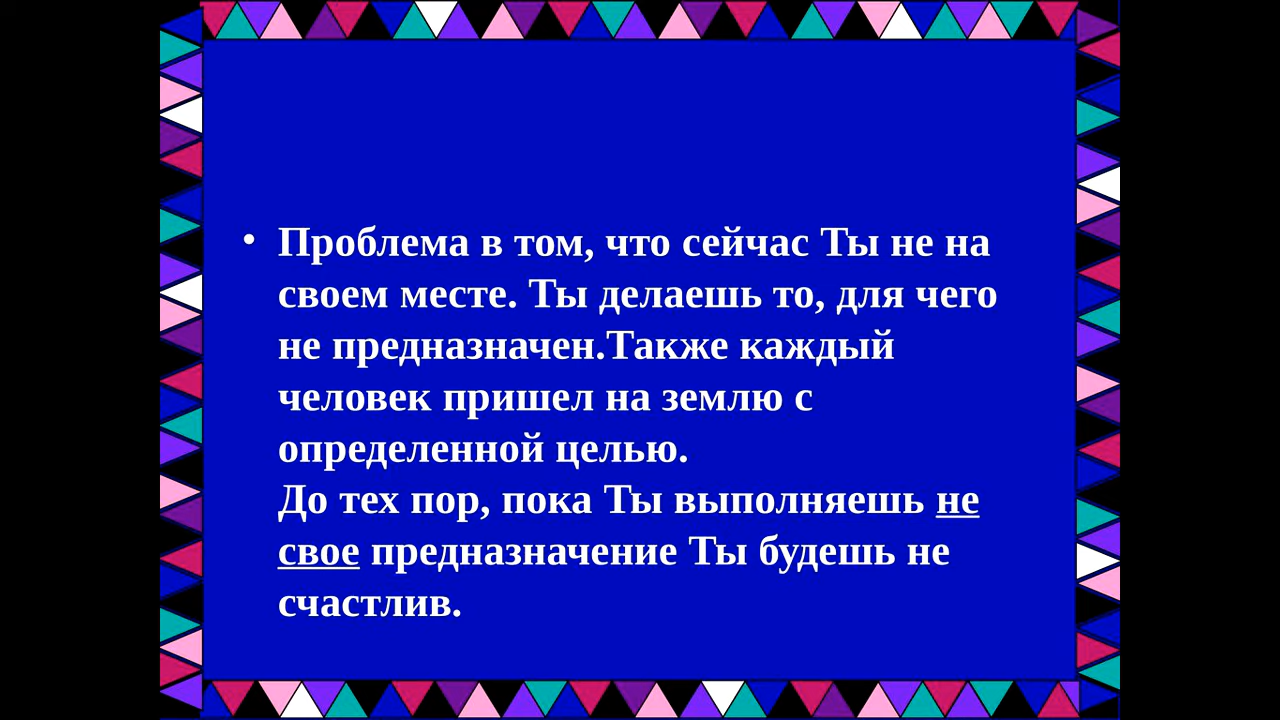 • Проблема в том, что сейчас Ты не на
своем месте. Ты делаешь то, для чего
не предназначен.Также каждый
человек пришел на землю с
определенной целью.
До тех пор, пока Ты выполняешь не
свое предназначение Ты будешь не
счастлив.